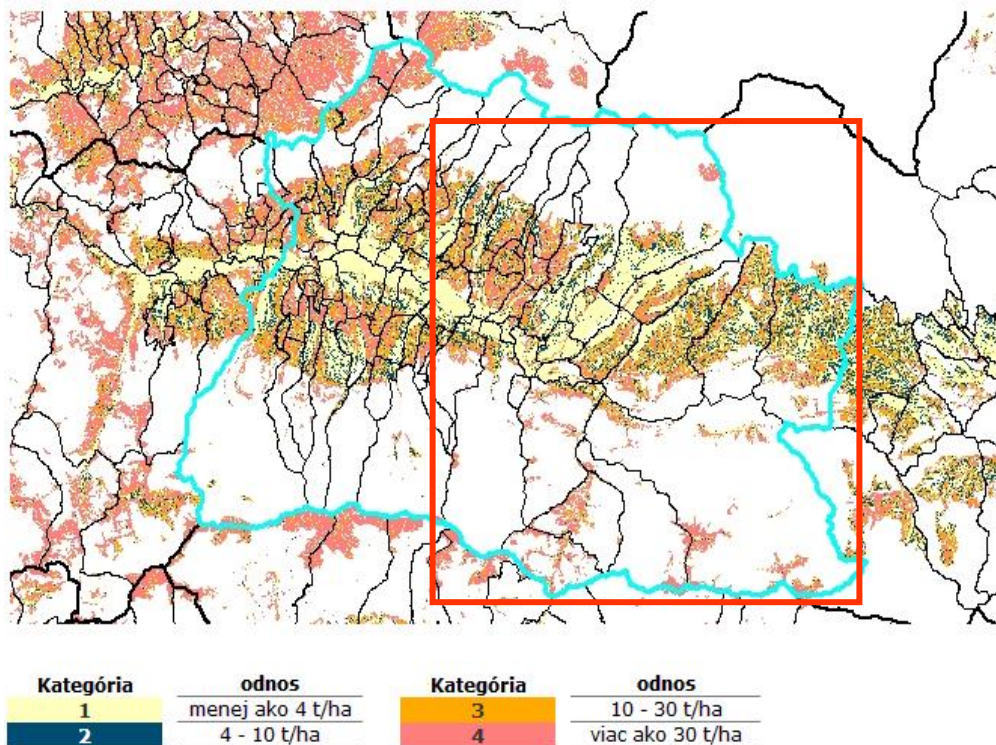 Kategória odnos Kategória odnos
1 menej ako 4 t/ha 3 10 - 30 t/ha
2 4 - 10 t/ha 4 viac ako 30 t/ha